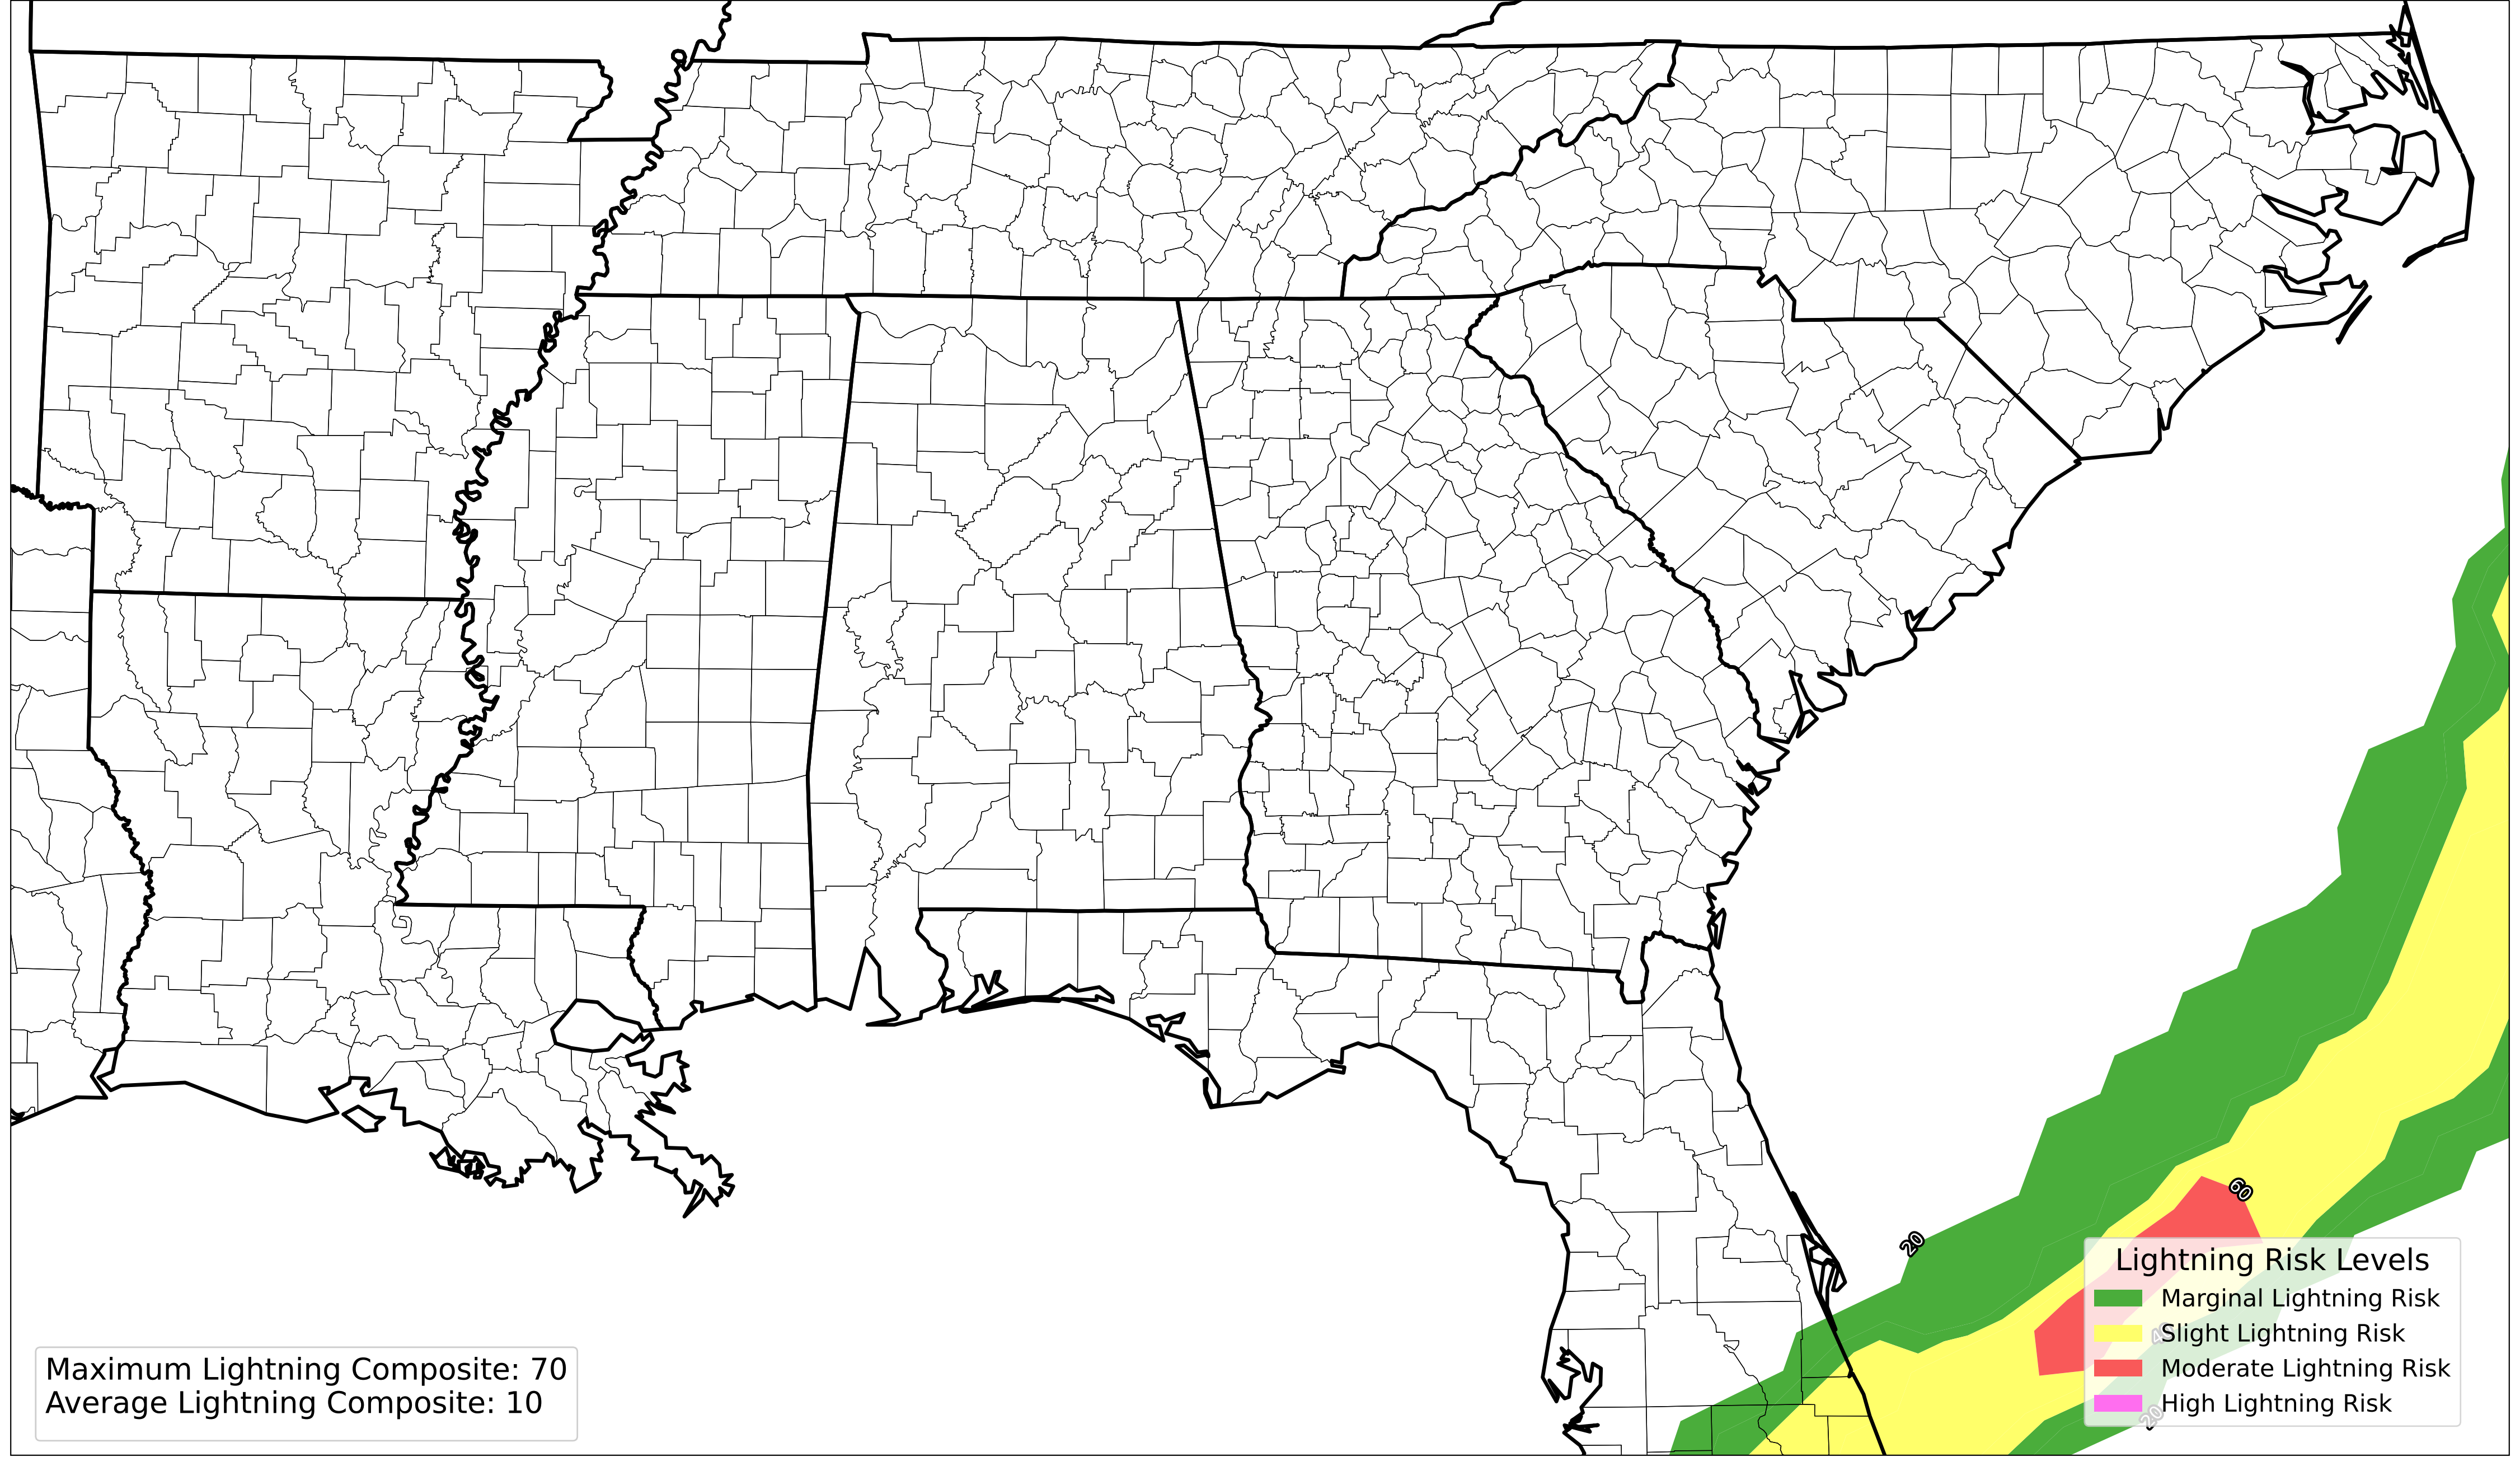 60
20
Lightning Risk Levels
Marginal Lightning Risk
Slight Lightning Risk
Moderate Lightning Risk
High Lightning Risk
20
Maximum Lightning Composite: 70
Average Lightning Composite: 10